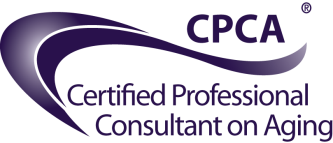 CPCA ®
Certified Professional
Consultant on Aging